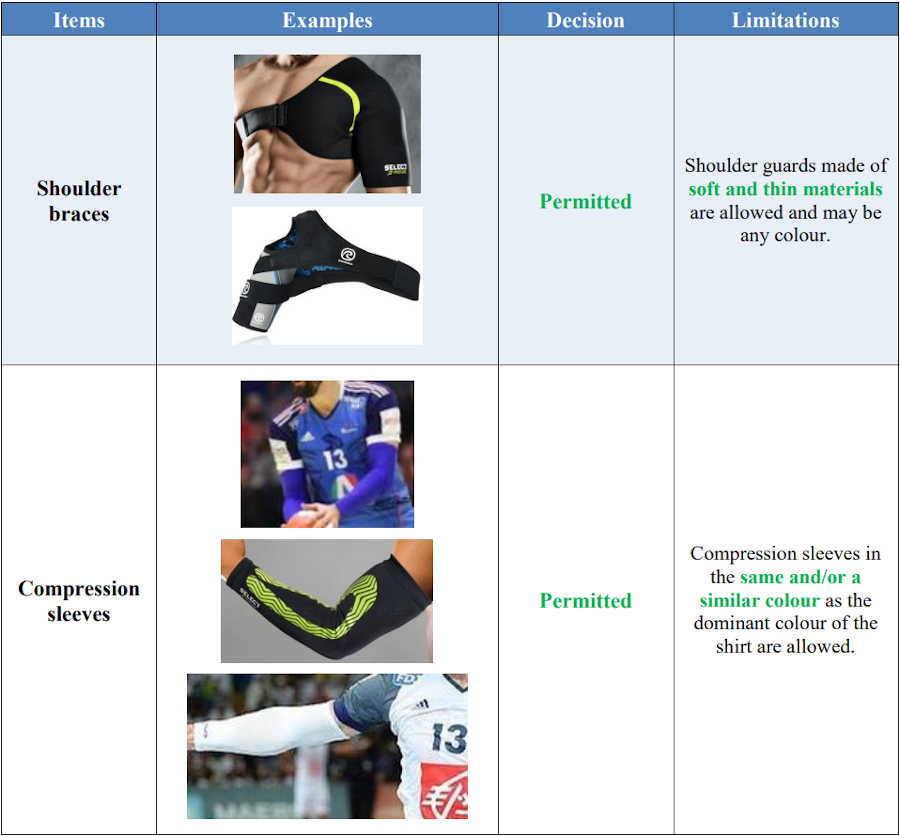 Items Examples Decision Limitations
Shoulder
braces
SELECT
Permitted
Shoulder guards made of
soft and thin materials
are allowed and may be
any colour.
Compression
sleeves
13
SELECT
13
Permitted
Compression sleeves in
the same and/or a
similar colour as the
dominant colour of the
shirt are allowed.